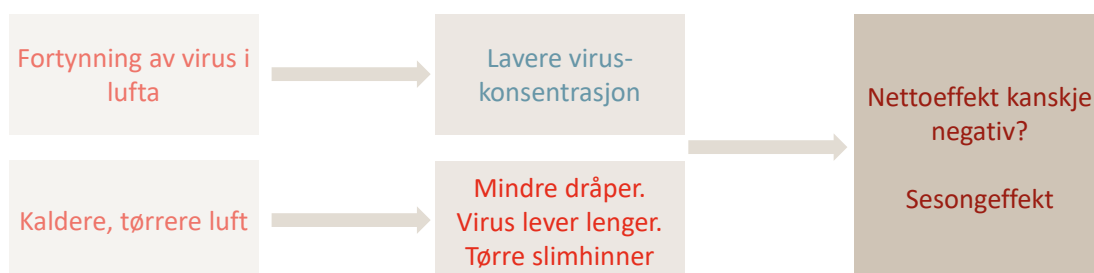 Fortynning av virus i
lufta
Lavere virus-
konsentrasjon
Kaldere, tørrere luft
Mindre dråper.
Virus lever lenger.
Tørre slimhinner
Nettoeffekt kanskje
negativ?
Sesongeffekt